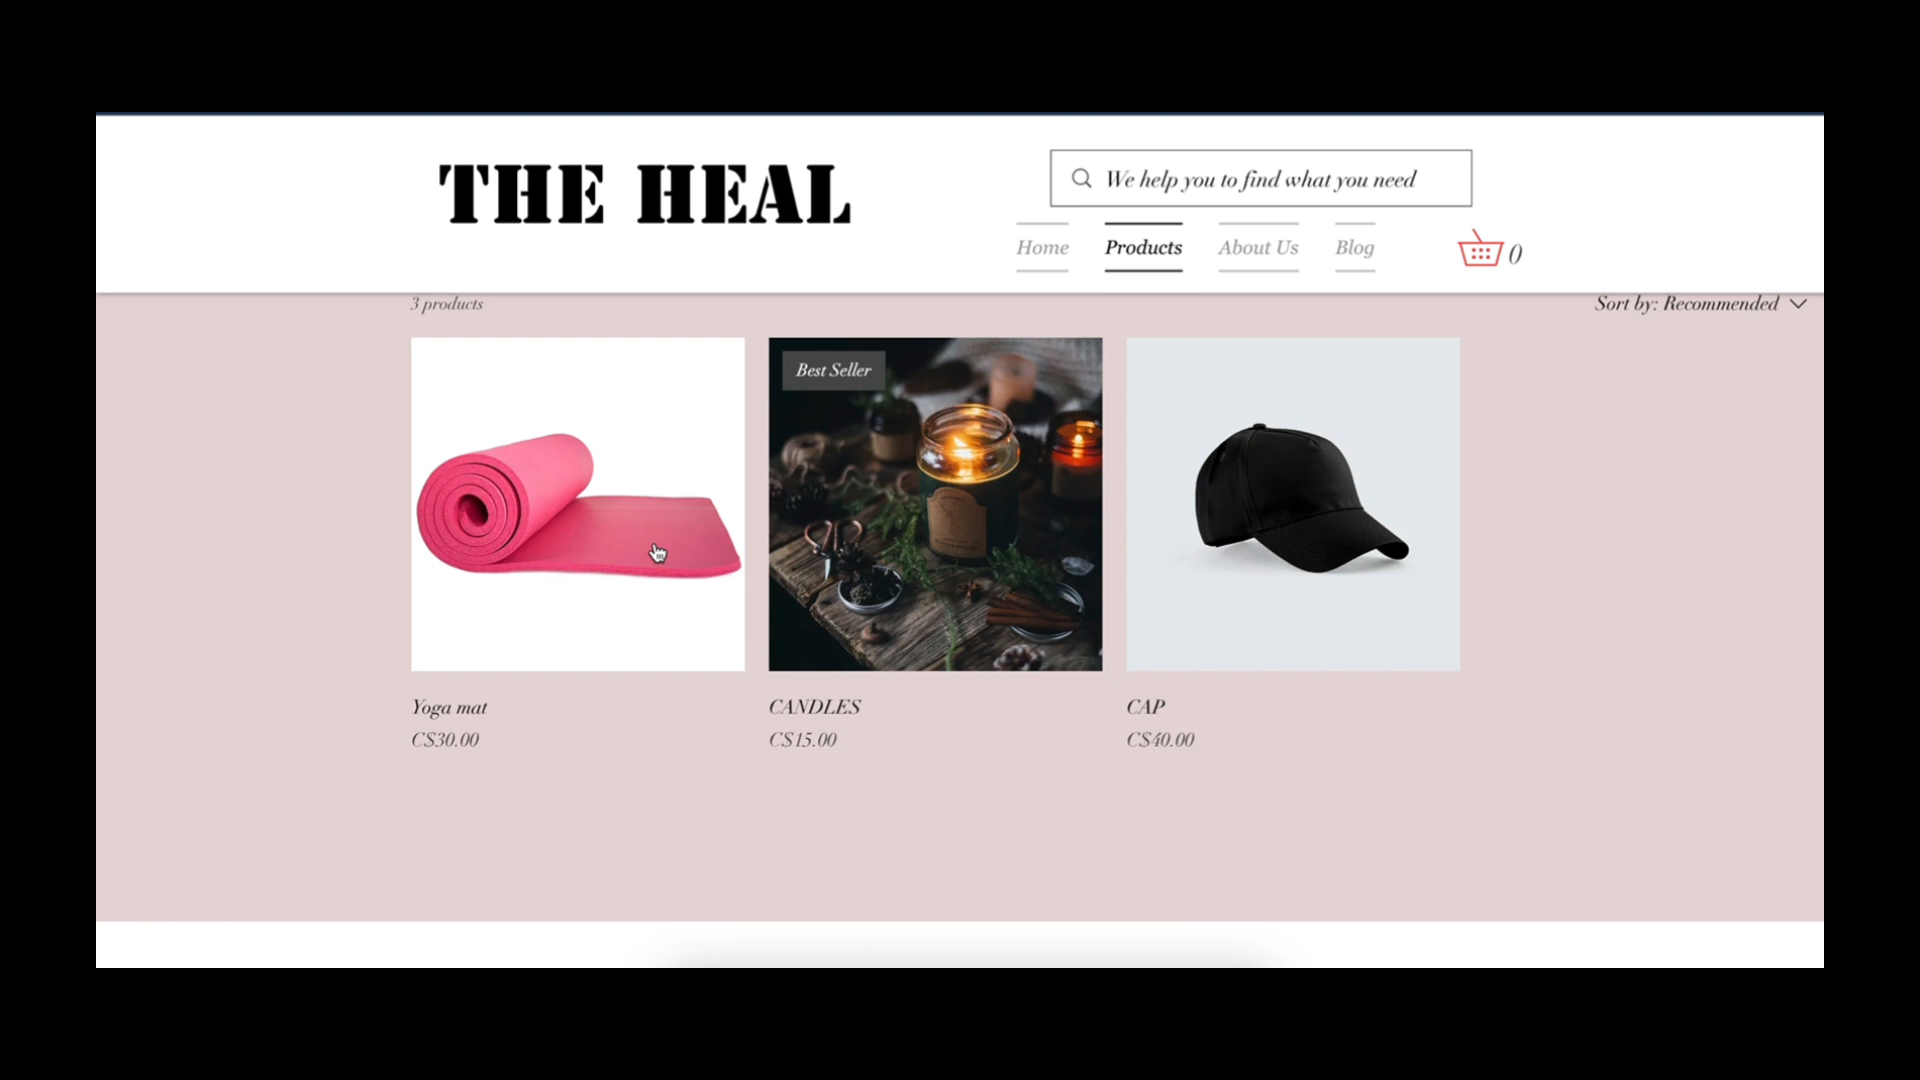 THE HEAL
We help you to find what you need
Home Products About Us Blog
0
3 products
Sort by: Recommended
Best Seller
Yoga mat
C$30.00
CANDLES
C$15.00
CAP
C$40.00